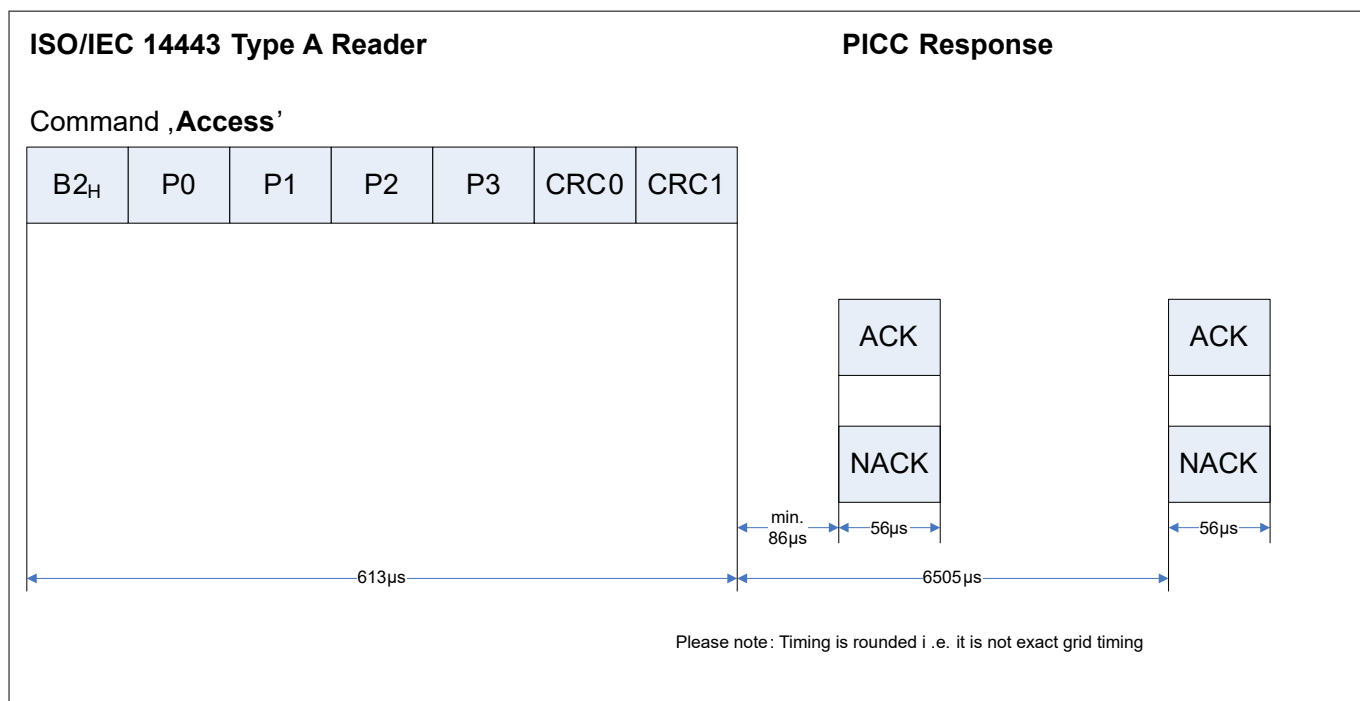 ISO/IEC 14443 Type A Reader PICC Response
Command ‚Access’
B2H P0 P1 P2 P3 CRC0 CRC1
ACK ACK
NACK NACK
min.
86µs 56µs 56µs
613µs 6505µs
Please note: Timing is rounded i .e. it is not exact grid timing